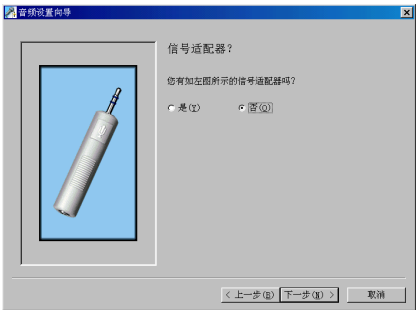 音频设置向导
信号适配器?
您有如左图所示的信号适配器吗?
是(Y) 否(O)
< 上一步(B) 下一步(N) > 取消